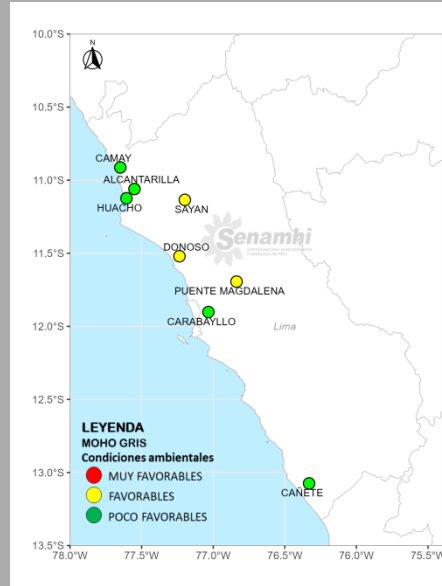 10.0°S
N
10.5°S
CAMAY
11.0°S
ALCANTARILLA
HUACHO
SAYAN
11.5°S
DONOSO
Senamhi
PUENTE MAGDALENA
12.0°S
CARABAYLLO
Lima
12.5°S
LEYENDA
MOHO GRIS
Condiciones ambientales
MUY FAVORABLES
FAVORABLES
POCO FAVORABLES
13.0°S
CAÑETE
13.5°S
78.0°W
77.5°W
77.0°W
76.5°W
76.0°W
75.5°W